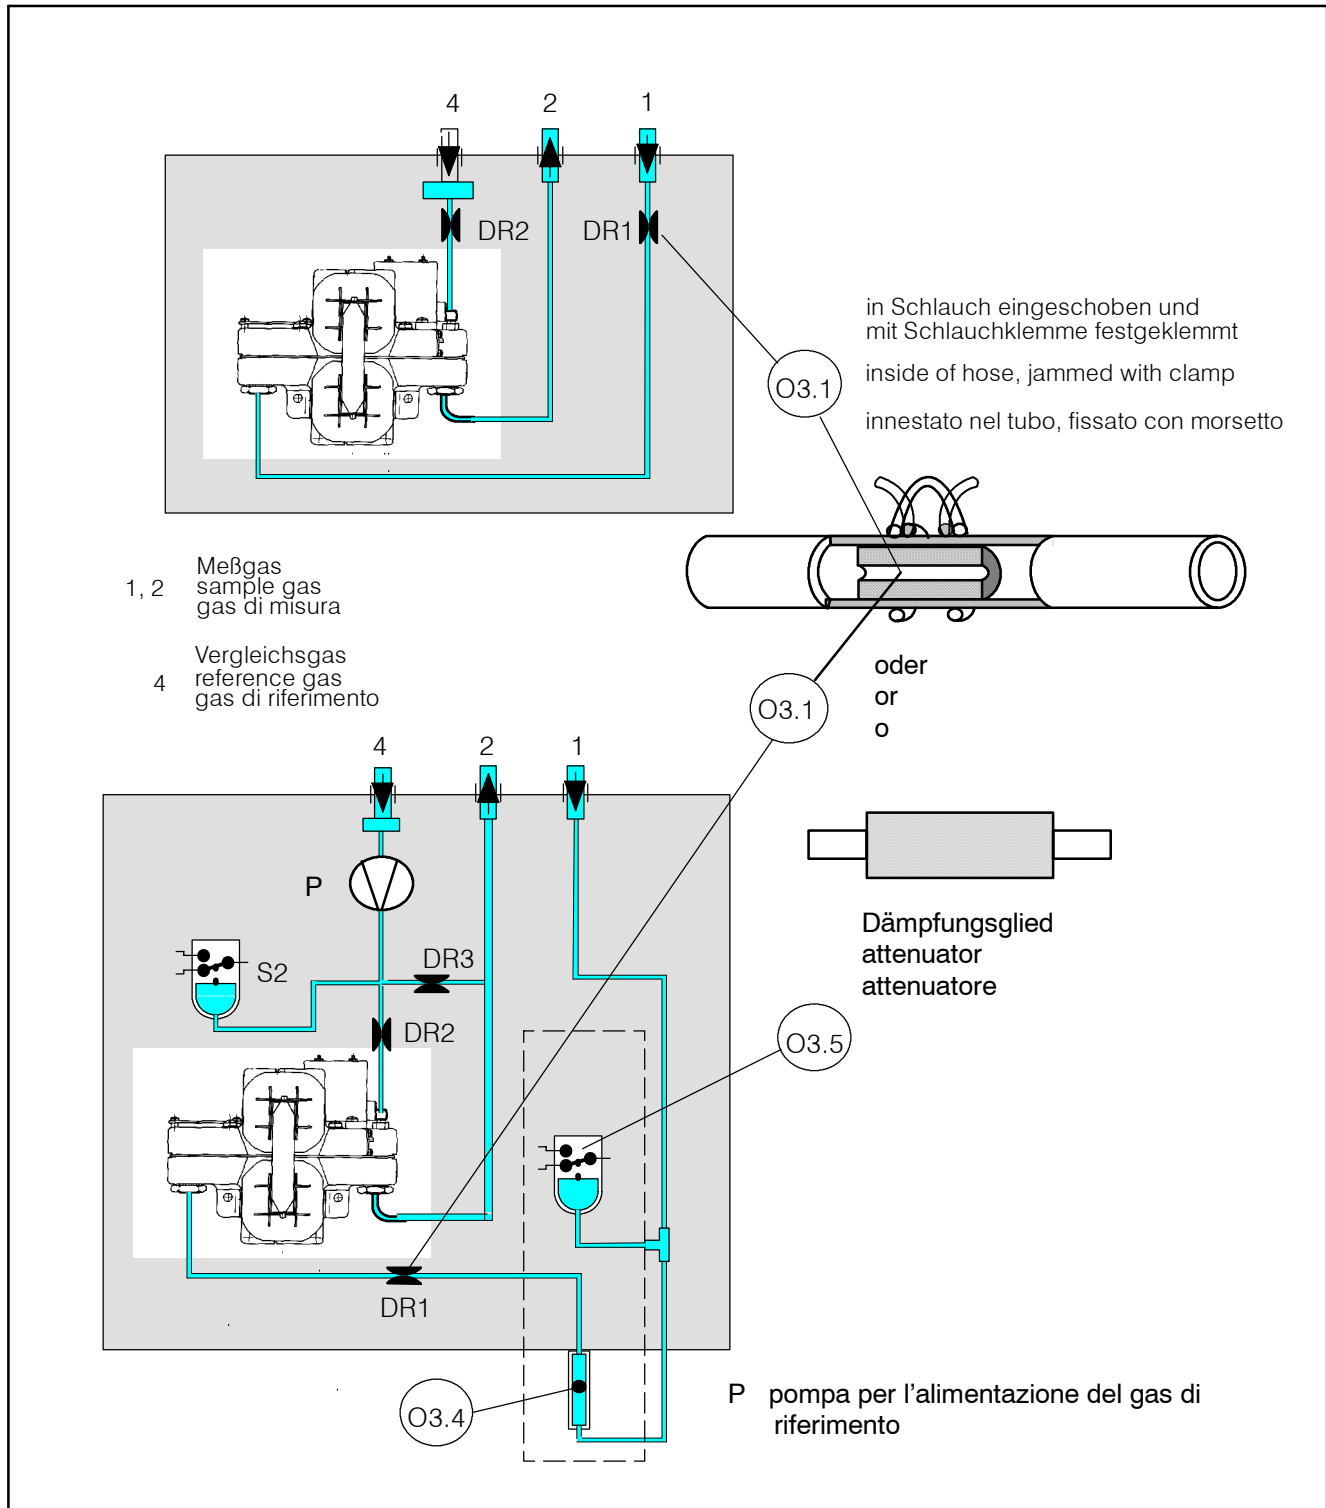 4 2 1
DR2 DR1
in Schlauch eingeschoben und
mit Schlauchklemme festgeklemmt
O3.1
inside of hose, jammed with clamp
innestato nel tubo, fissato con morsetto
Meßgas
1, 2 sample gas
gas di misura
Vergleichsgas
4 reference gas
gas di riferimento
oder
or
o
O3.1
4 2 1
P
Dämpfungsglied
attenuator
attenuatore
S2
DR3
DR2
O3.5
DR1
O3.4
P pompa per l’alimentazione del gas di
riferimento